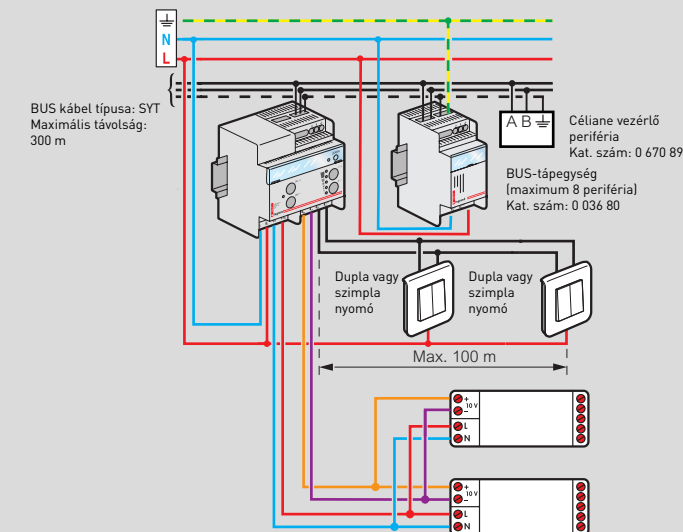 N
L
BUS kábel típusa: SYT
Maximális távolság:
300 m
A B
Céliane vezérlő
periféria
Kat. szám: 0 670 89
BUS-tápegység
(maximum 8 periféria)
Kat. szám: 0 036 80
Dupla vagy
szimpla
nyomó
Dupla vagy
szimpla
nyomó
Max. 100 m
+
10 V
−
L
N
+
10 V
−
L
N